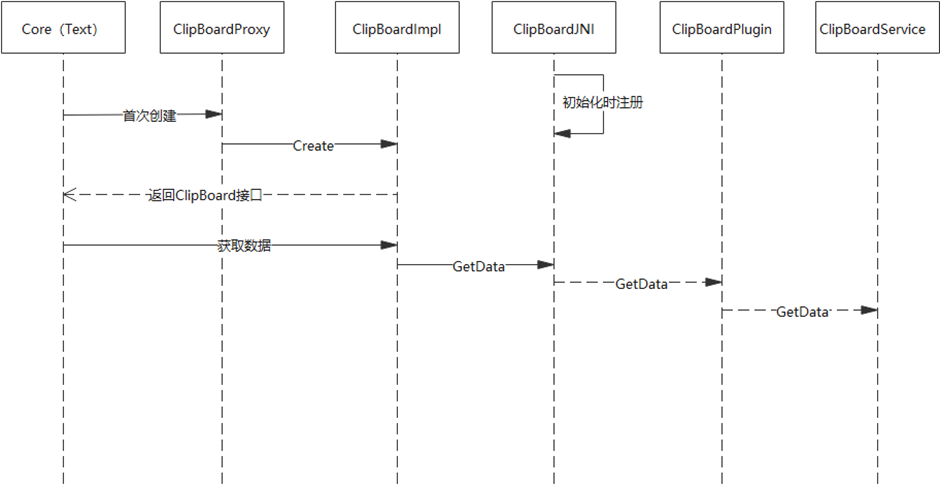 Core（Text）
ClipBoardProxy
ClipBoardImpl
ClipBoardJNI
ClipBoardPlugin
ClipBoardService
初始化时注册
首次创建
Create
返回ClipBoard接口
获取数据
GetData
GetData
GetData